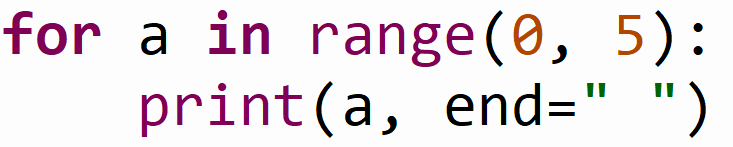 for a in range(0, 5):
    print(a, end=" ")